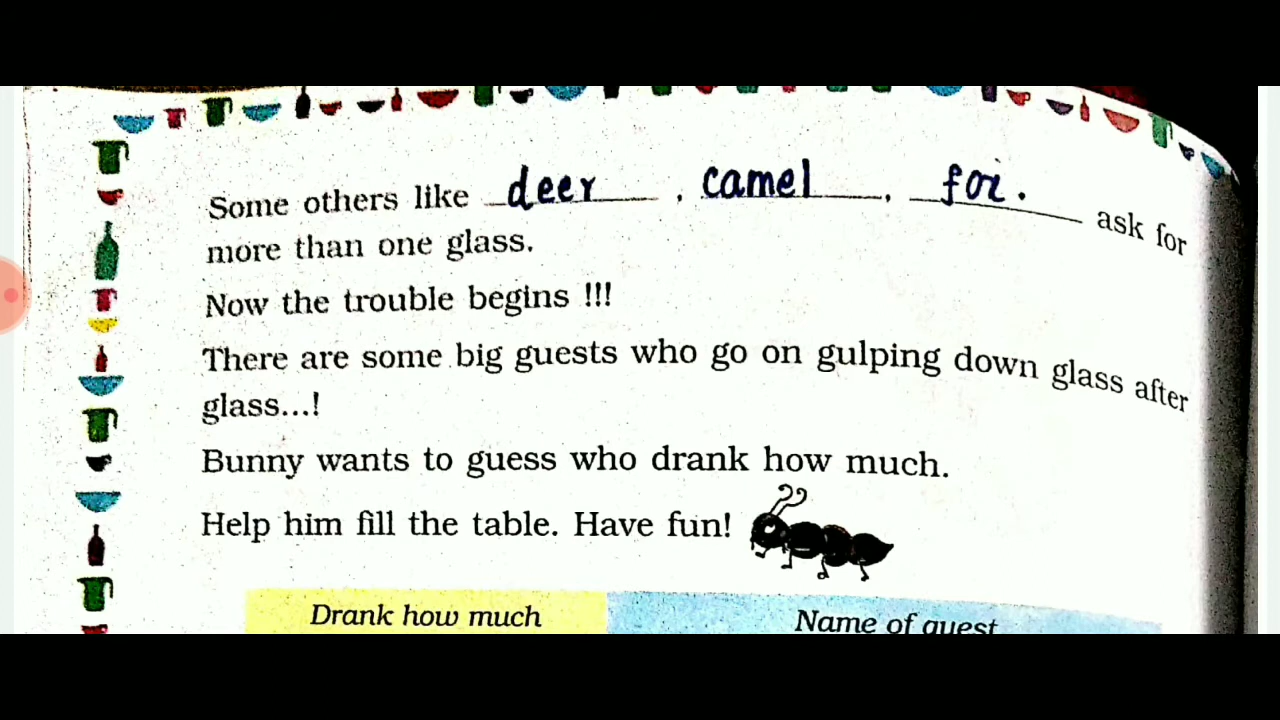 Some others like deer, camel, foi. ask for
more than one glass.
Now the trouble begins !!!
There are some big guests who go on gulping down glass after
glass...!
Bunny wants to guess who drank how much.
Help him fill the table. Have fun!
Drank how much Name of guest